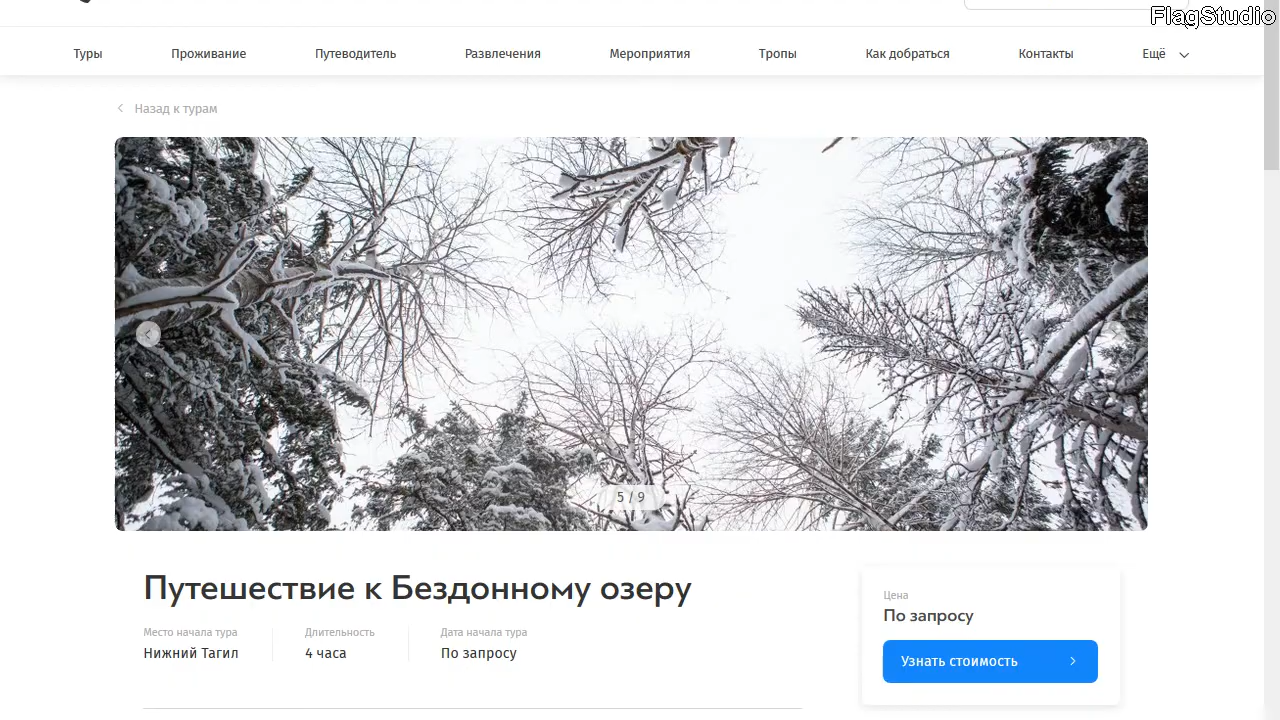 FlagStudio
Туры Проживание Путеводитель Развлечения Мероприятия Тропы Как добраться Контакты Ещё
Назад к турам
5 / 9
Путешествие к Бездонному озеру
Место начала тура Длительность Дата начала тура
Нижний Тагил 4 часа По запросу
Цена
По запросу
Узнать стоимость